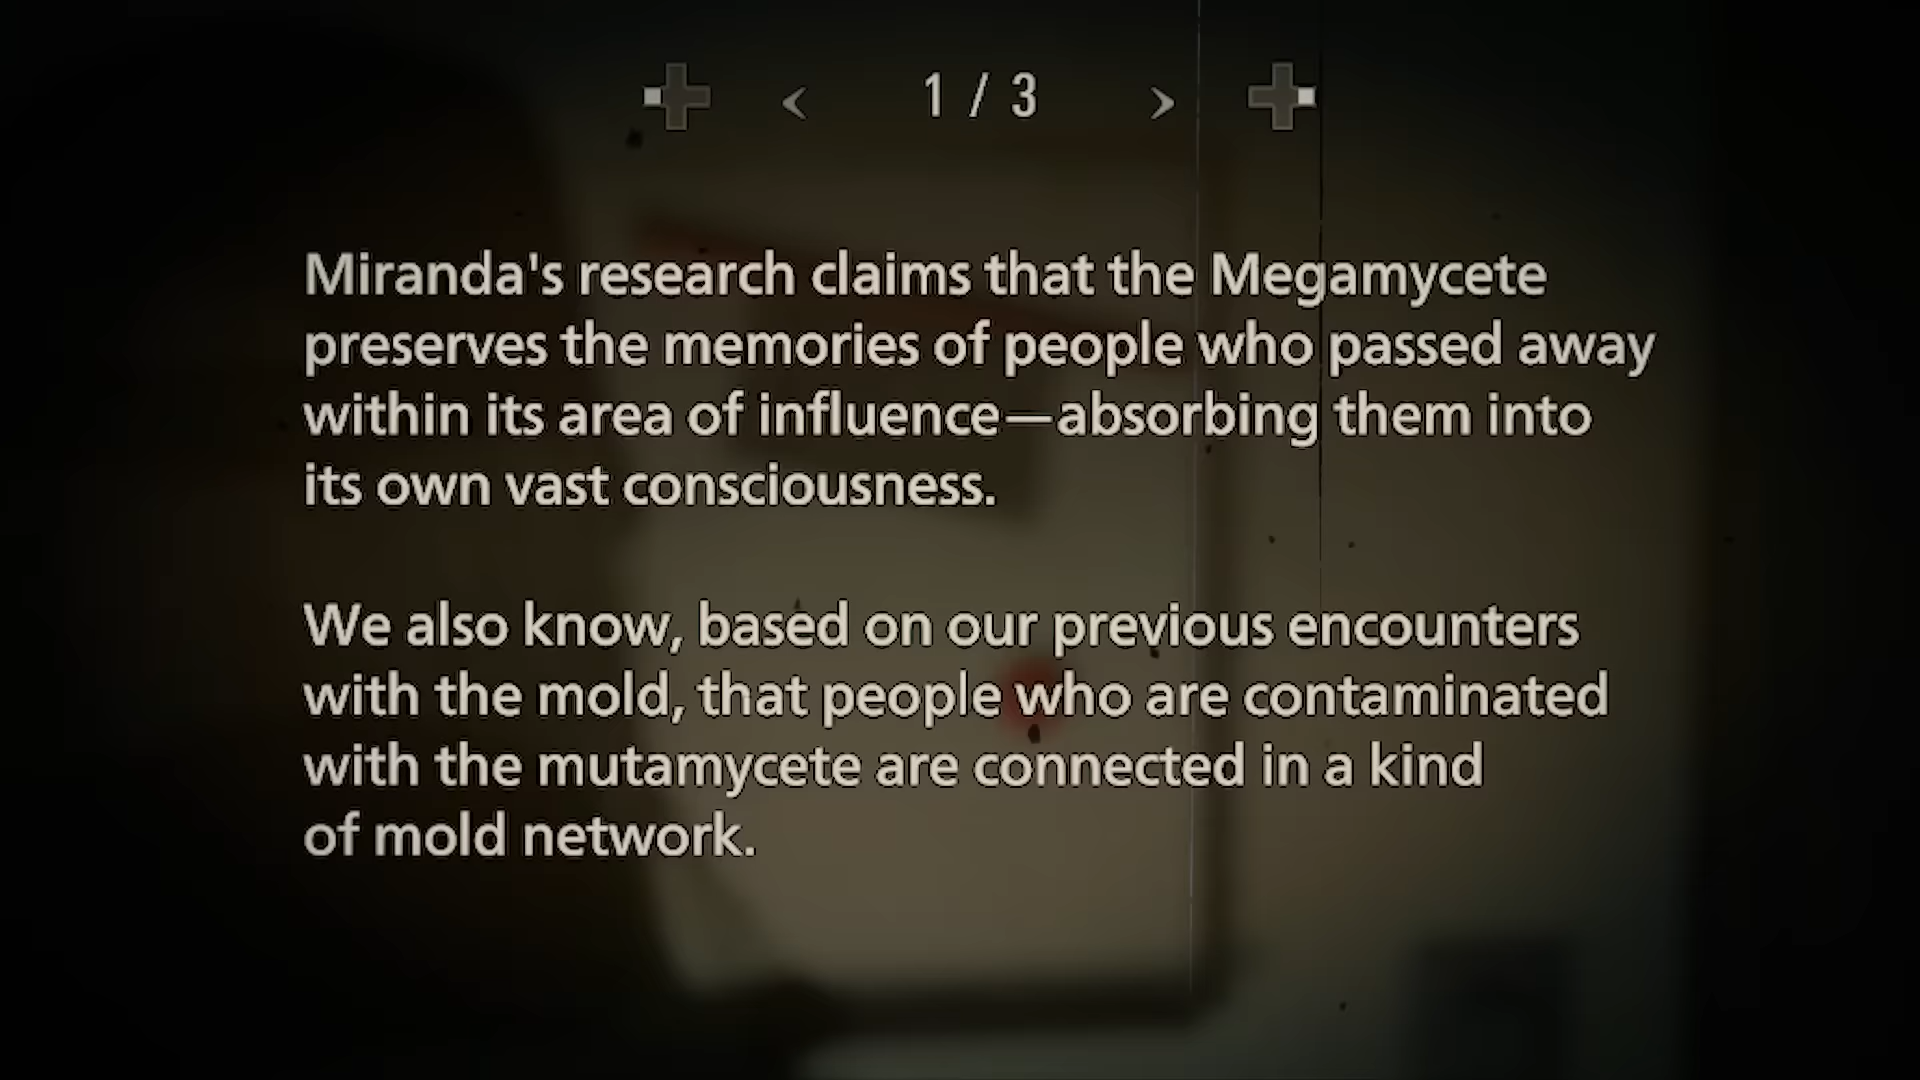 1 / 3
Miranda's research claims that the Megamycete
preserves the memories of people who passed away
within its area of influence—absorbing them into
its own vast consciousness.
We also know, based on our previous encounters
with the mold, that people who are contaminated
with the mutamycete are connected in a kind
of mold network.